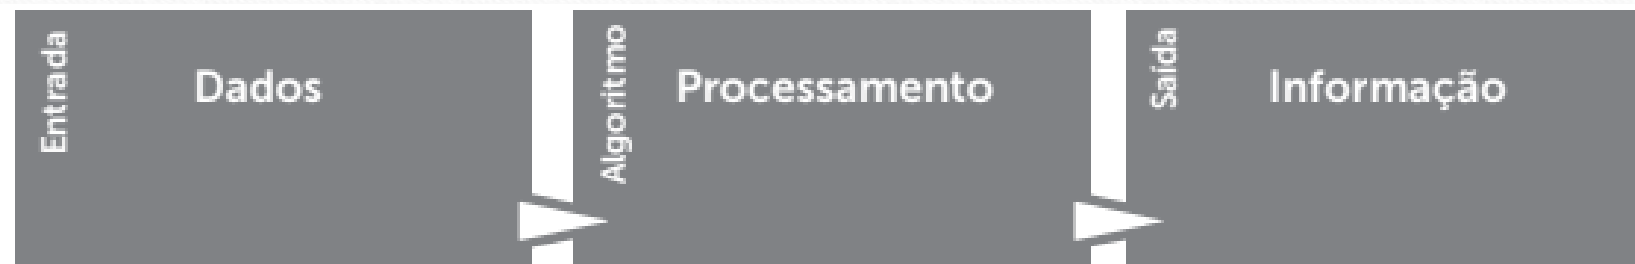 Entrada
Dados
Algoritmo
Processamento
Saída
Informação